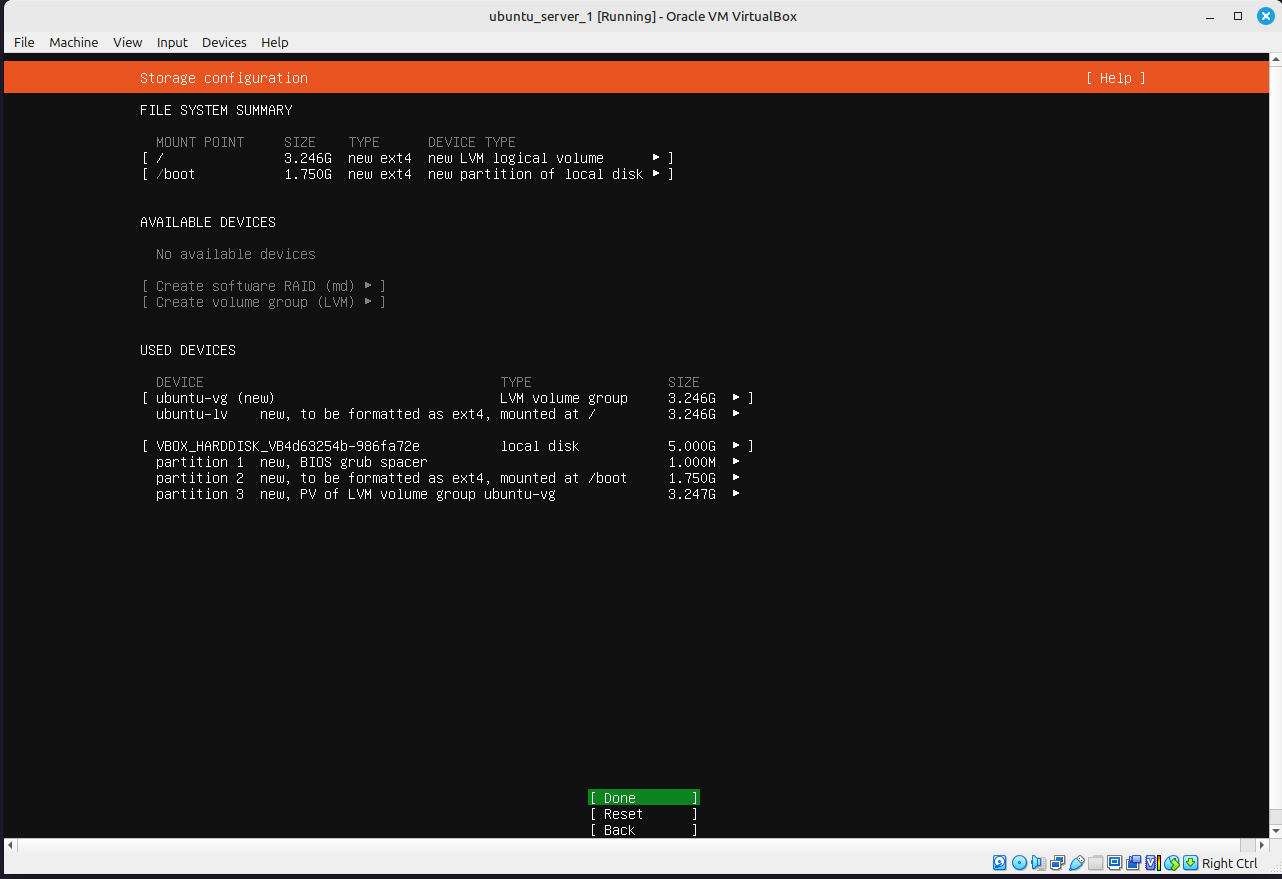 ubuntu_server_1 [Running] - Oracle VM VirtualBox
File Machine View Input Devices Help
Storage configuration [ Help ]
FILE SYSTEM SUMMARY
MOUNT POINT SIZE TYPE DEVICE TYPE
[ / 3.246G new ext4 new LVM logical volume ▸ ]
[ /boot 1.750G new ext4 new partition of local disk ▸ ]
AVAILABLE DEVICES
No available devices
[ Create software RAID (md) ▸ ]
[ Create volume group (LVM) ▸ ]
USED DEVICES
DEVICE TYPE SIZE
[ ubuntu-vg (new) LVM volume group 3.246G ▸ ]
ubuntu-lv new, to be formatted as ext4, mounted at / 3.246G ▸
[ VBOX_HARDDISK_VB4d63254b-986fa72e local disk 5.000G ▸ ]
partition 1 new, BIOS grub spacer 1.000M ▸
partition 2 new, to be formatted as ext4, mounted at /boot 1.750G ▸
partition 3 new, PV of LVM volume group ubuntu-vg 3.247G ▸
[ Done ]
[ Reset ]
[ Back ]
Right Ctrl